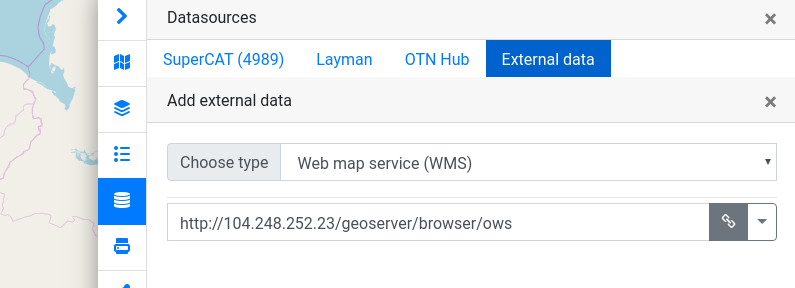 Datasources
SuperCAT (4989) Layman OTN Hub External data
Add external data
Choose type Web map service (WMS)
http://104.248.252.23/geoserver/browser/ows